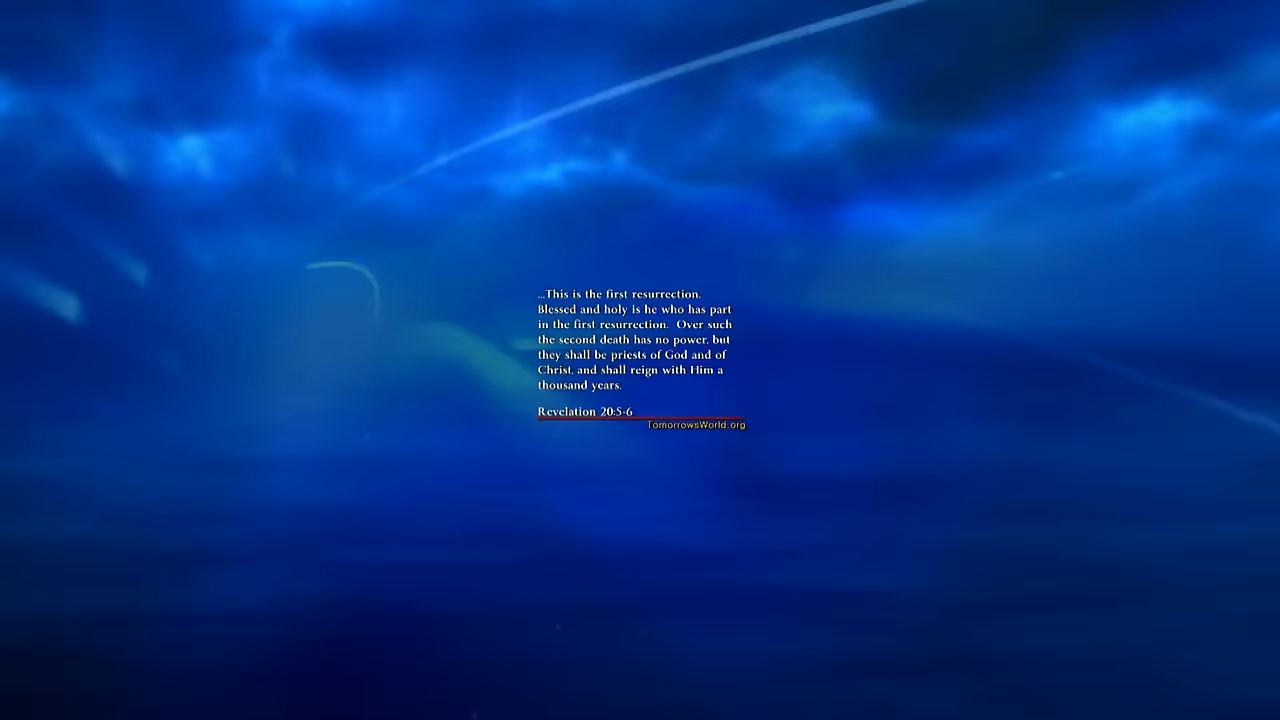 ...This is the first resurrection.
Blessed and holy is he who has part
in the first resurrection.  Over such
the second death has no power, but
they shall be priests of God and of
Christ, and shall reign with Him a
thousand years.
Revelation 20:5-6
TomorrowsWorld.org